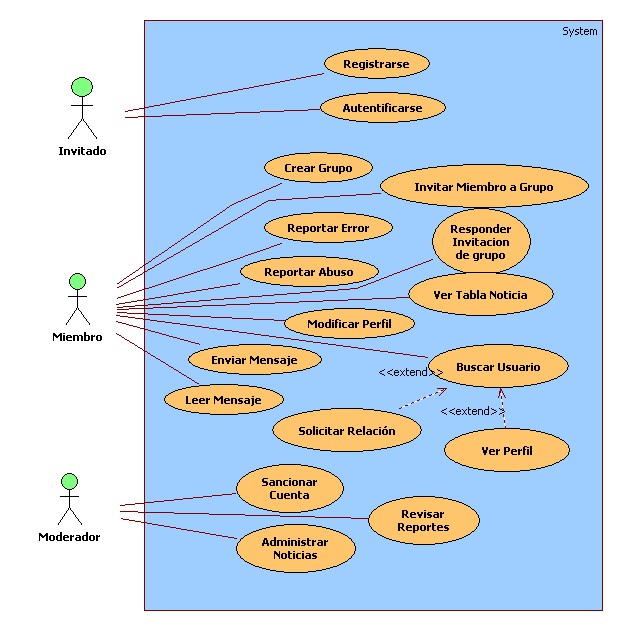 System
Registrarse
Autentificarse
Invitado
Crear Grupo
Invitar Miembro a Grupo
Reportar Error
Responder
Invitacion
de grupo
Reportar Abuso
Ver Tabla Noticia
Miembro
Modificar Perfil
Enviar Mensaje
Buscar Usuario
<<extend>>
Leer Mensaje
<<extend>>
Solicitar Relación
Ver Perfil
Sancionar
Cuenta
Revisar
Reportes
Moderador
Administrar
Noticias